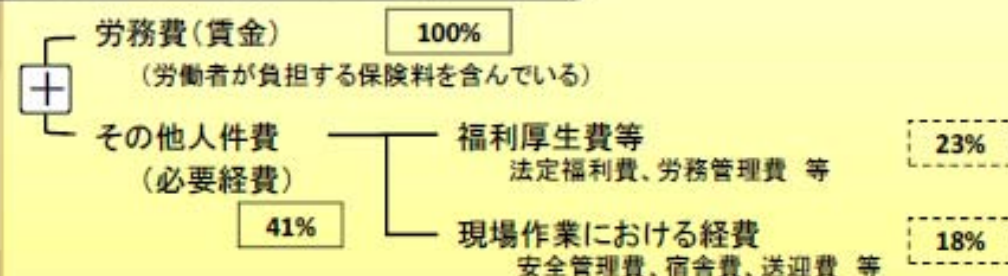 労務費(賃金) 100%
(労働者が負担する保険料を含んでいる)
+
その他人件費 福利厚生費等 23%
(必要経費) 法定福利費、労務管理費 等
41% 現場作業における経費 18%
安全管理費、宿舎費、送迎費 等